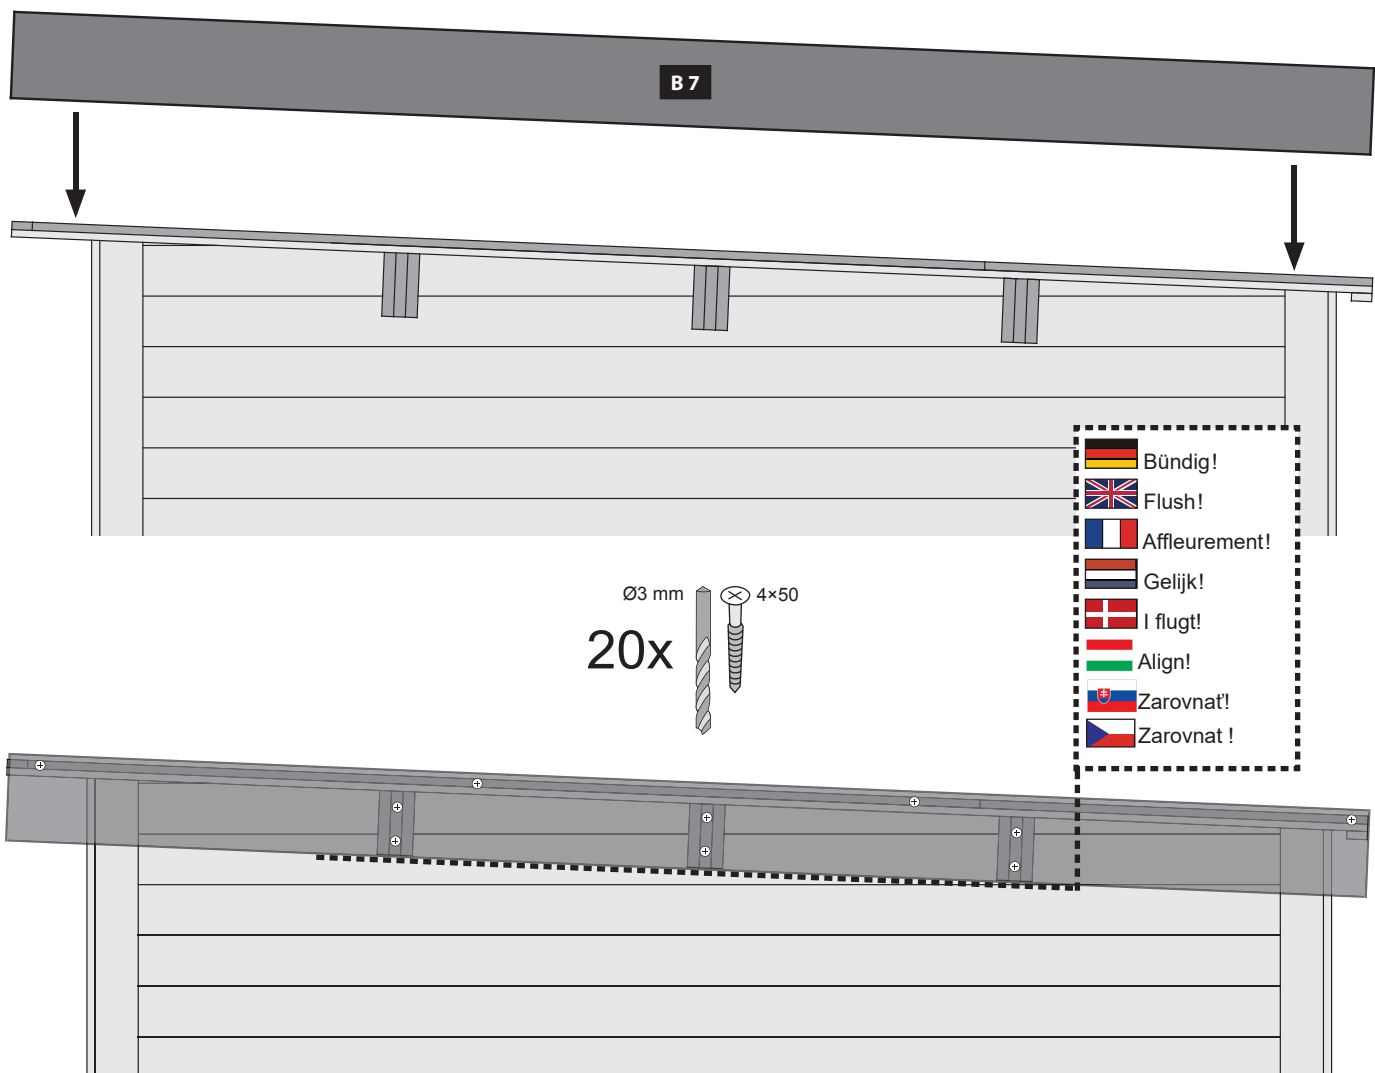 B 7
Bündig!
Flush!
Affleurement!
Gelijk!
I flugt!
Align!
Zarovnať!
Zarovnat !
Ø3 mm
4×50
20x